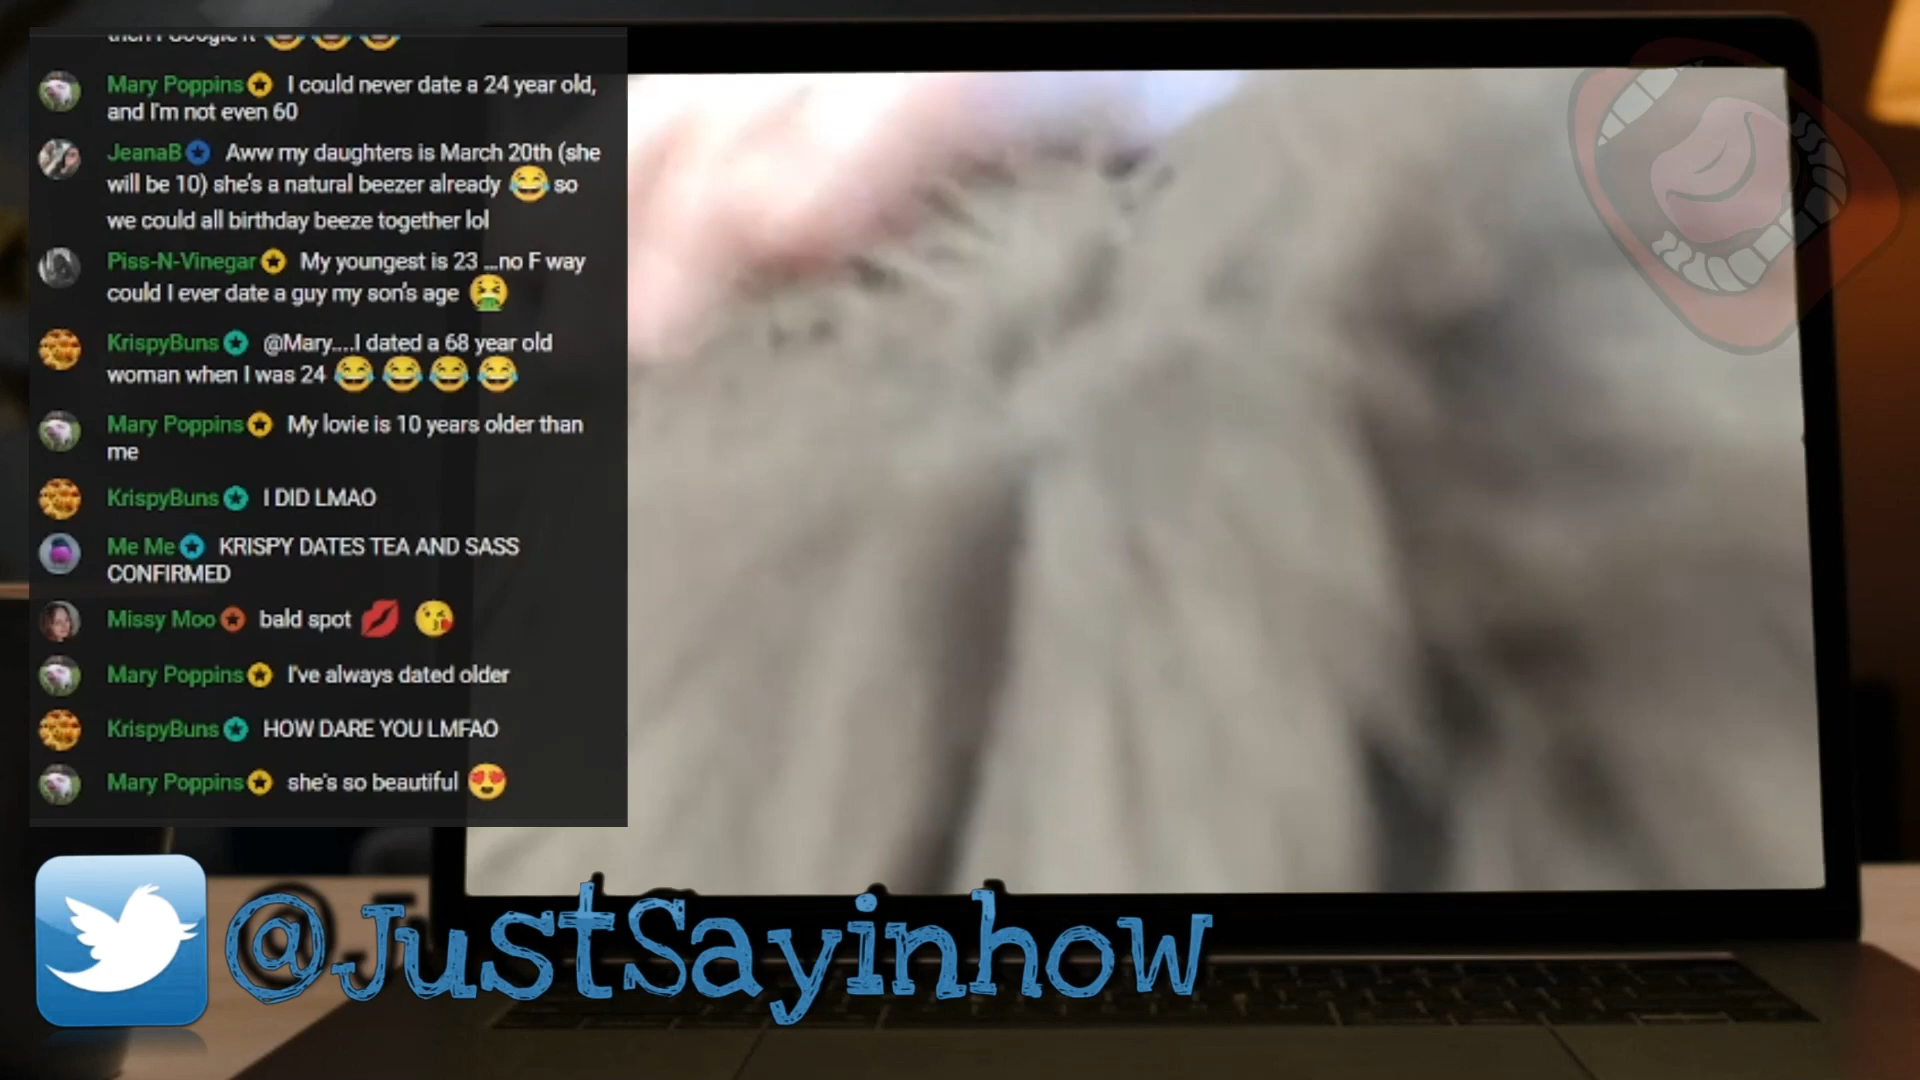 then I Google it 😂 😂 😂
Mary Poppins I could never date a 24 year old,
and I'm not even 60
JeanaB Aww my daughters is March 20th (she
will be 10) she's a natural beezer already 😂 so
we could all birthday beeze together lol
Piss-N-Vinegar My youngest is 23 ...no F way
could I ever date a guy my son's age 🤮
KrispyBuns @Mary....I dated a 68 year old
woman when I was 24 😂 😂 😂 😂
Mary Poppins My lovie is 10 years older than
me
KrispyBuns I DID LMAO
Me Me KRISPY DATES TEA AND SASS
CONFIRMED
Missy Moo bald spot 💋 😘
Mary Poppins I've always dated older
KrispyBuns HOW DARE YOU LMFAO
Mary Poppins she's so beautiful 😍
@JustSayinhow